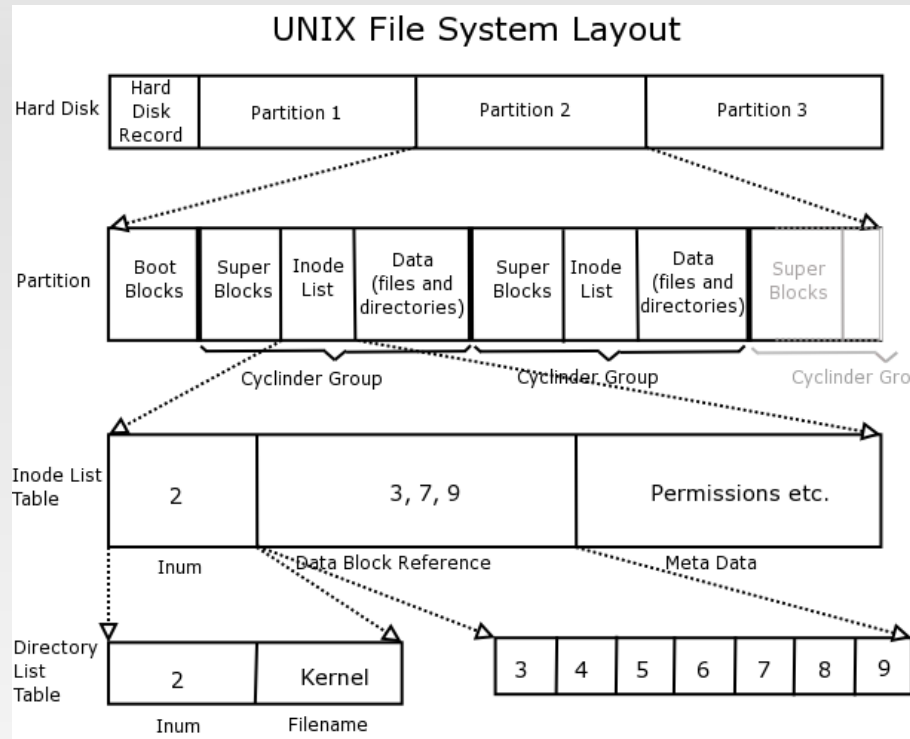 UNIX File System Layout
Hard Disk
Hard
Disk
Record
Partition 1
Partition 2
Partition 3
Partition
Boot
Blocks
Super
Blocks
Inode
List
Data
(files and
directories)
Super
Blocks
Inode
List
Data
(files and
directories)
Super
Blocks
Cyclinder Group
Cyclinder Group
Cyclinder Gro
Inode List
Table
2
3, 7, 9
Permissions etc.
Inum
Data Block Reference
Meta Data
Directory
List
Table
2
Kernel
3
4
5
6
7
8
9
Inum
Filename